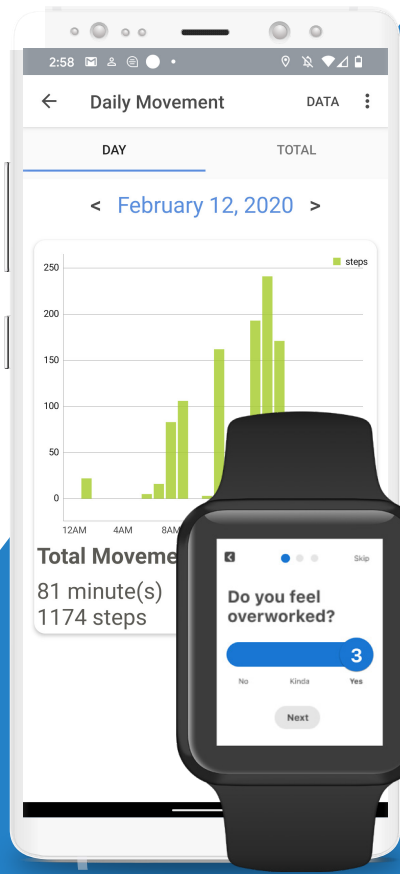 2:58
Daily Movement
DATA
DAY
TOTAL
< February 12, 2020 >
steps
250
200
150
100
50
0
12AM 4AM 8AM
Total Moveme
81 minute(s)
1174 steps
Skip
Do you feel
overworked?
3
No Kinda Yes
Next